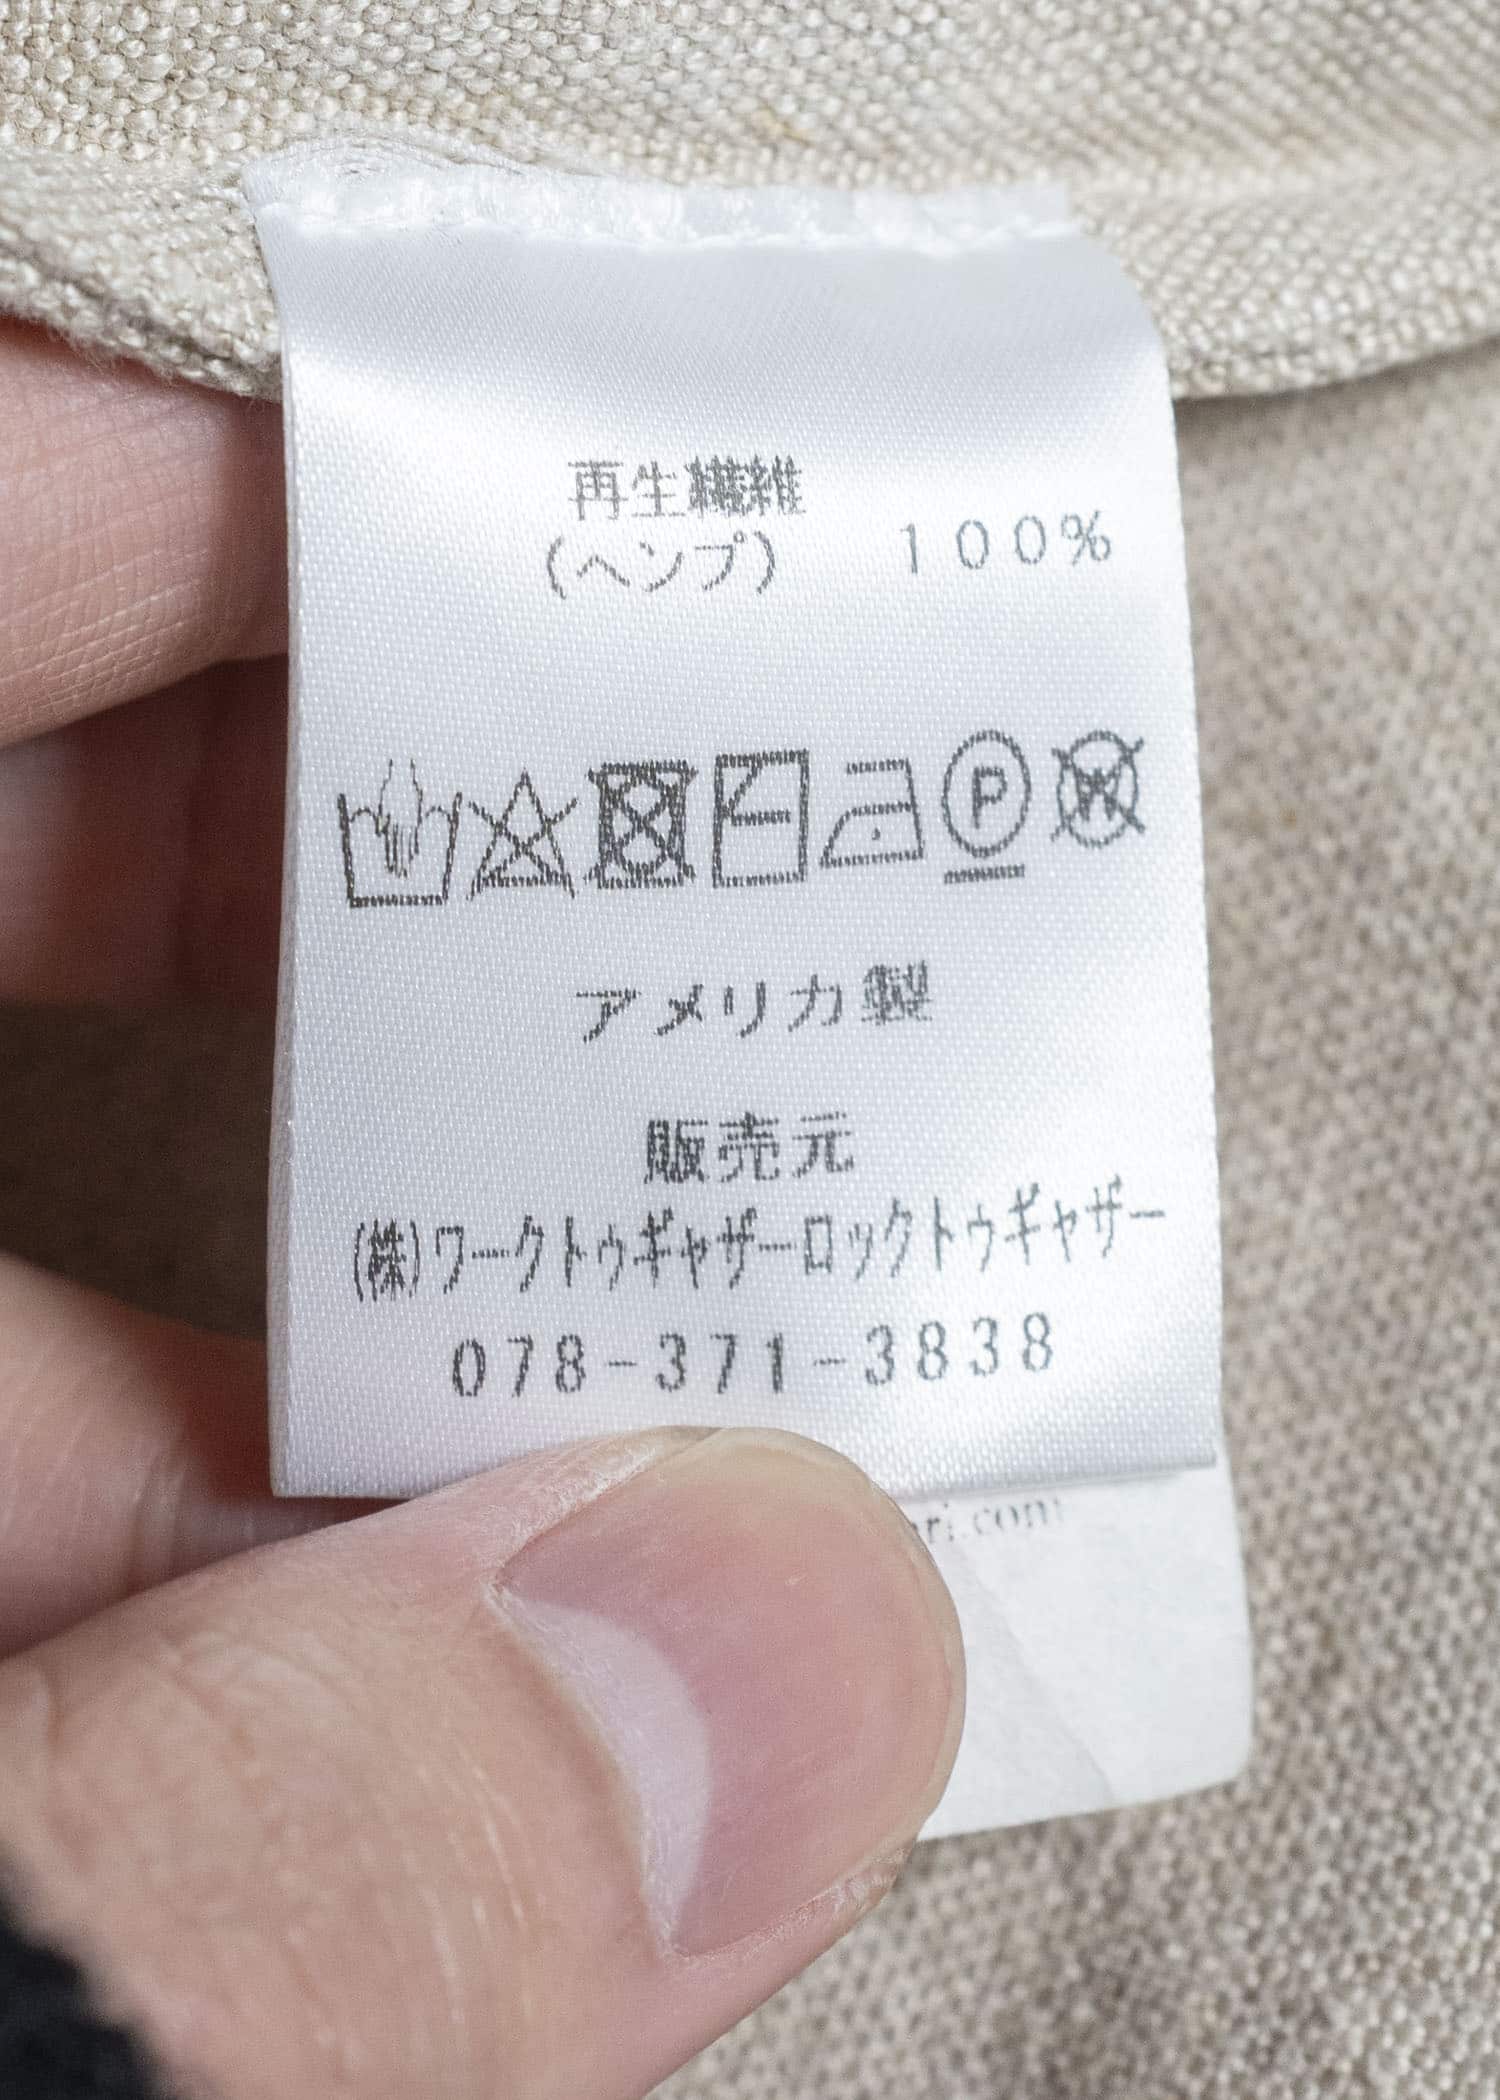 再生繊維
(ヘンプ) 100%
P W
アメリカ製
販売元
(株)ワークトゥギャザーロックトゥギャザー
078-371-3838
ri.com